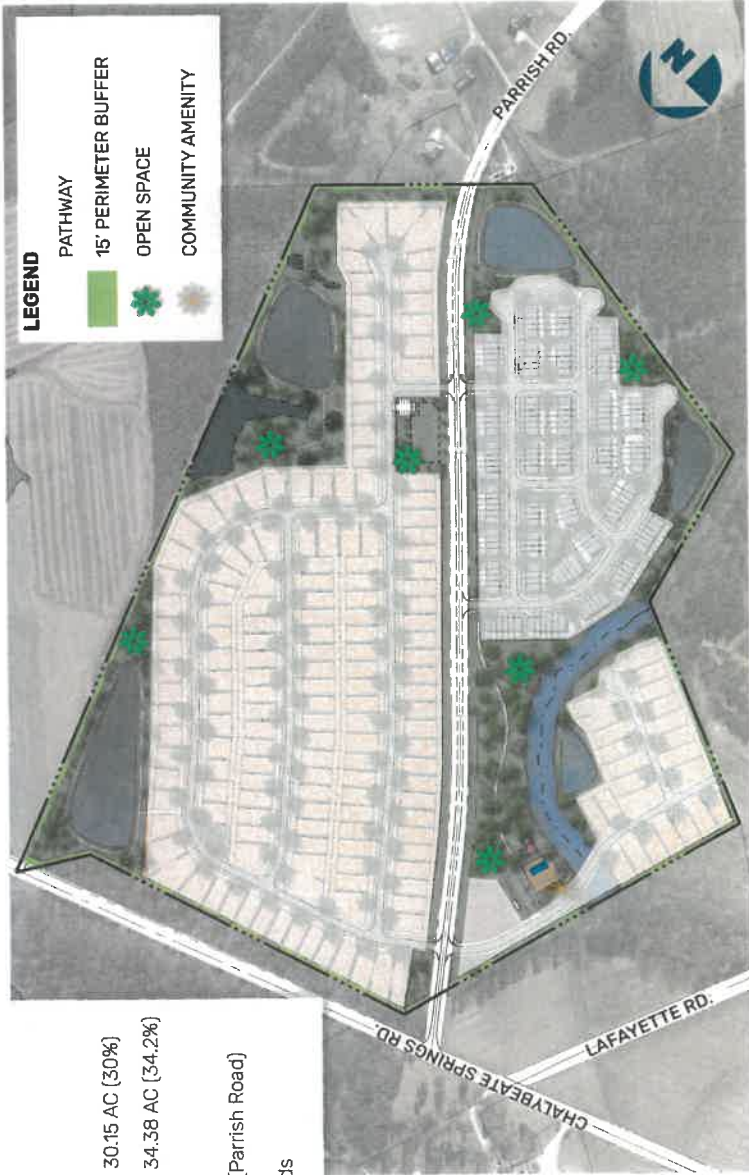 LEGEND
PATHWAY
15' PERIMETER BUFFER
OPEN SPACE
COMMUNITY AMENITY
N
PARRISH RD.
30.15 AC (30%)
34.38 AC (34.2%)
(Parrish Road)
ds
CHALYBEATE SPRINGS RD.
LAFAYETTE RD.